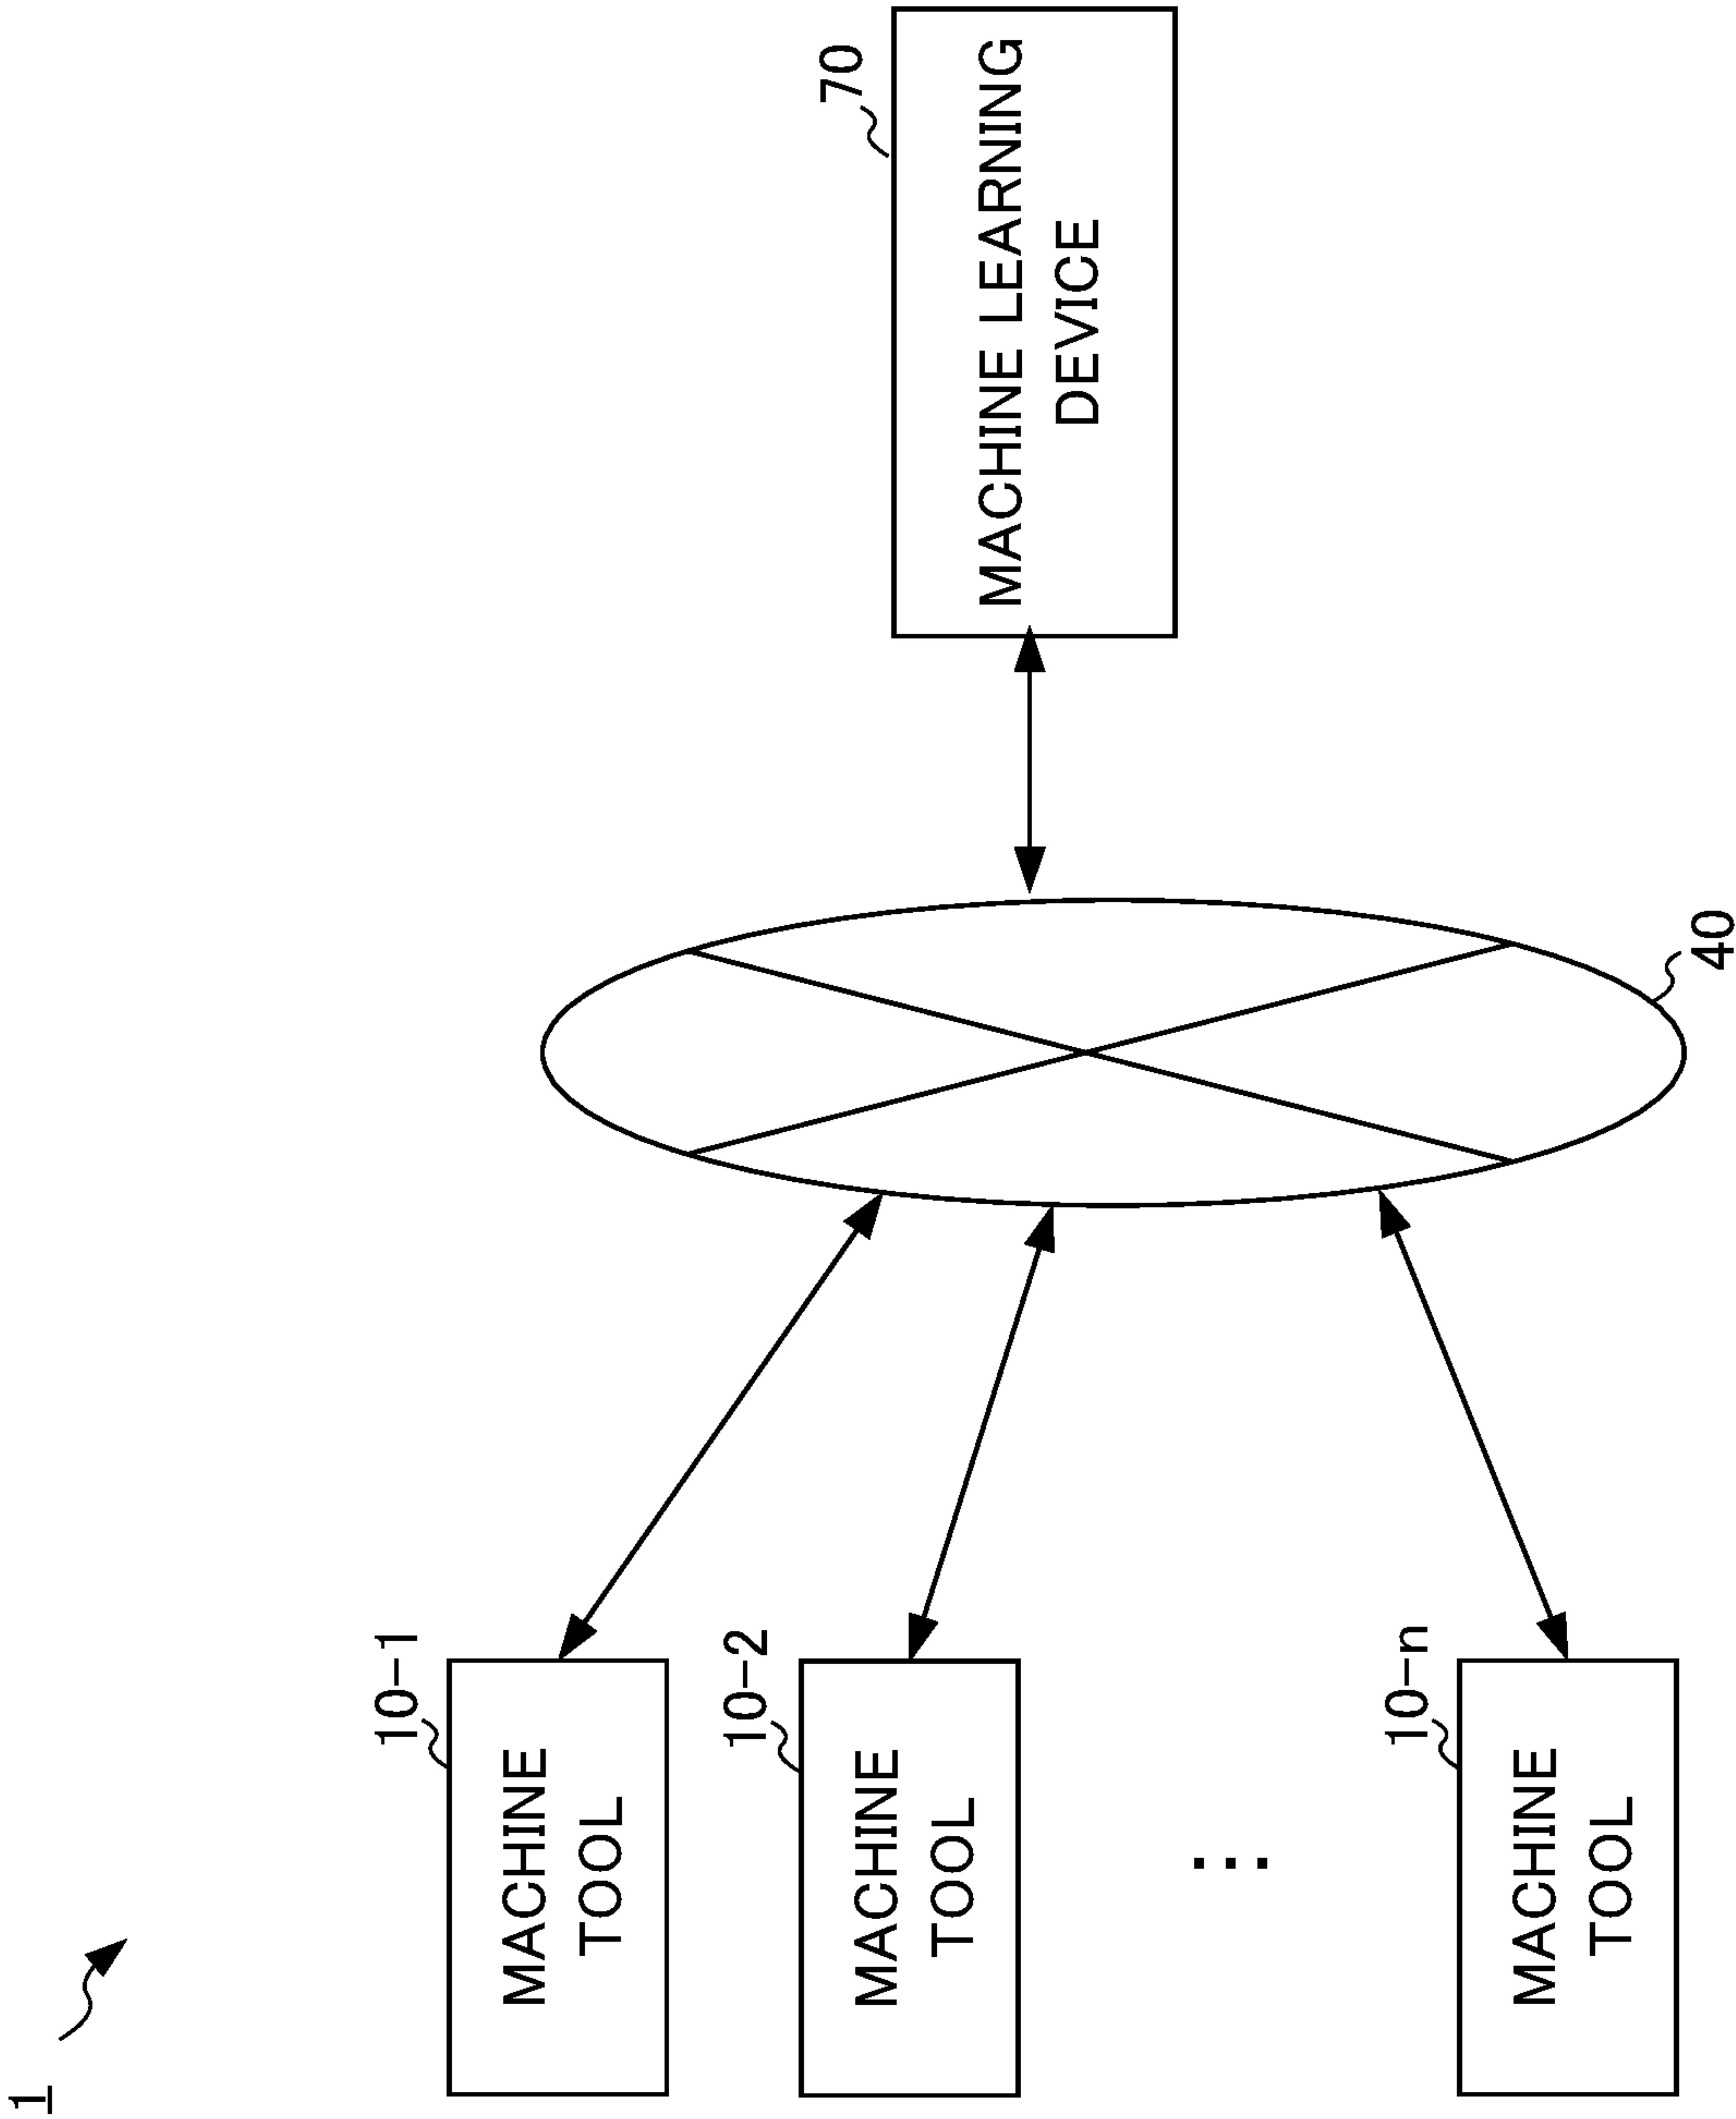 1
10-1
MACHINE
TOOL
10-2
MACHINE
TOOL
...
10-n
MACHINE
TOOL
40
70
MACHINE LEARNING
DEVICE